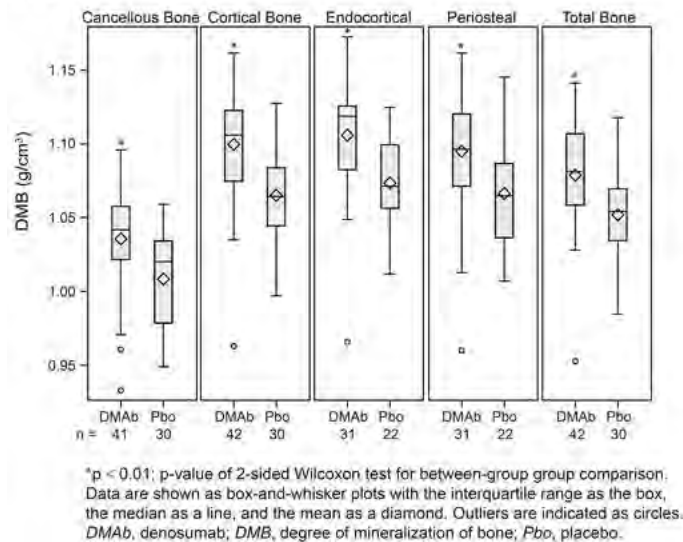 Cancellous Bone Cortical Bone Endocortical Periosteal Total Bone
* * * * *
1.15
1.10
1.05
1.00
0.95
DMB (g/cm³)
DMAb Pbo DMAb Pbo DMAb Pbo DMAb Pbo DMAb Pbo
n = 41 30 42 30 31 22 31 22 42 30
*p < 0.01; p-value of 2-sided Wilcoxon test for between-group group comparison.
Data are shown as box-and-whisker plots with the interquartile range as the box,
the median as a line, and the mean as a diamond. Outliers are indicated as circles.
DMAb, denosumab; DMB, degree of mineralization of bone; Pbo, placebo.